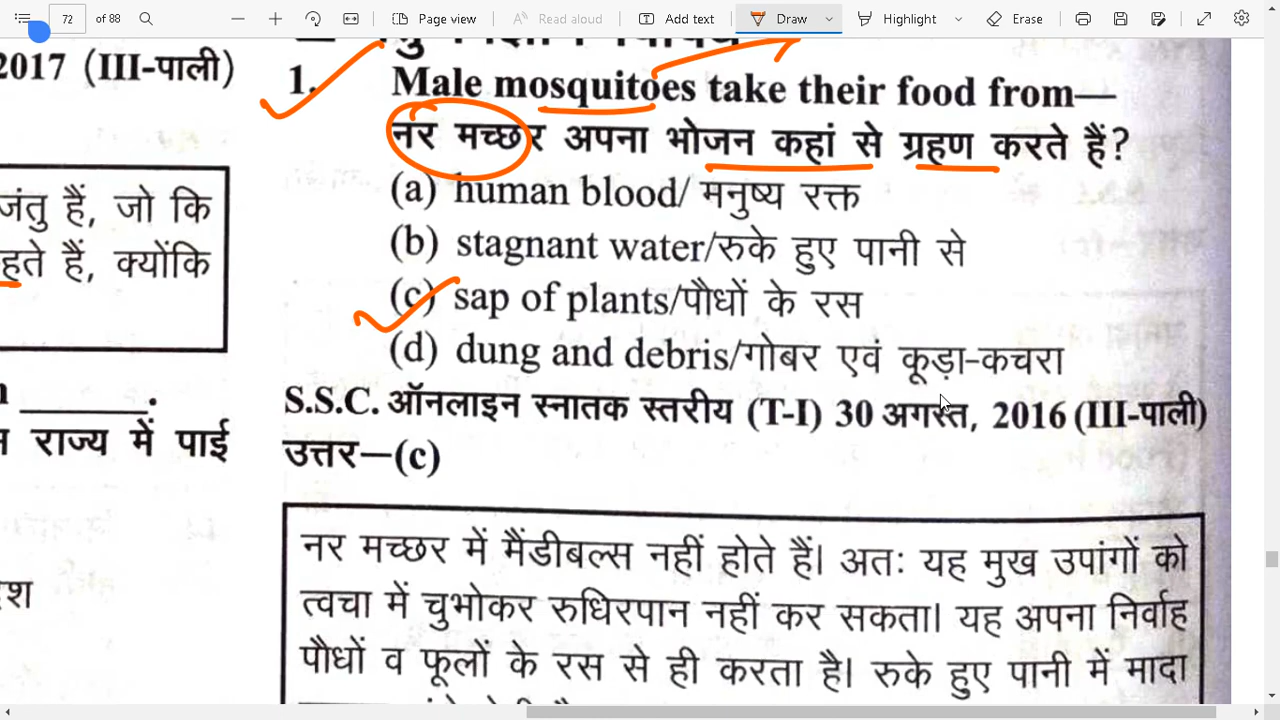 72 of 88 Page view Read aloud Add text Draw Highlight Erase
2017 (III-पाली)
जंतु हैं, जो कि
हते हैं, क्योंकि
राज्य में पाई
1. Male mosquitoes take their food from—
नर मच्छर अपना भोजन कहां से ग्रहण करते हैं?
(a) human blood/ मनुष्य रक्त
(b) stagnant water/रुके हुए पानी से
(c) sap of plants/पौधों के रस
(d) dung and debris/गोबर एवं कूड़ा-कचरा
S.S.C. ऑनलाइन स्नातक स्तरीय (T-I) 30 अगस्त, 2016 (III-पाली)
उत्तर—(c)
नर मच्छर में मैंडीबल्स नहीं होते हैं। अतः यह मुख उपांगों को
त्वचा में चुभोकर रुधिरपान नहीं कर सकता। यह अपना निर्वाह
पौधों व फूलों के रस से ही करता है। रुके हुए पानी में मादा